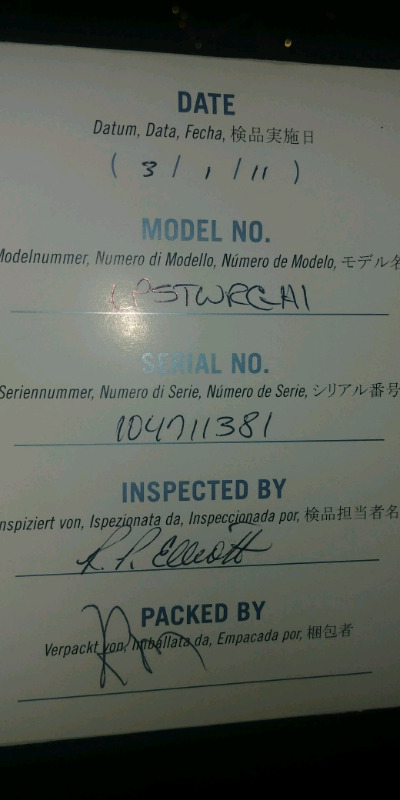 DATE
Datum, Data, Fecha, 検品実施日
( 3 / 1 / 11 )
MODEL NO.
Modelnummer, Numero di Modello, Número de Modelo, モデル名
LPSTWRCH1
SERIAL NO.
Seriennummer, Numero di Serie, Número de Serie, シリアル番号
104711381
INSPECTED BY
nspiziert von, Ispezionata da, Inspeccionada por, 検品担当者名
R. P. Elliott
PACKED BY
Verpackt von, Imballata da, Empacada por, 梱包者